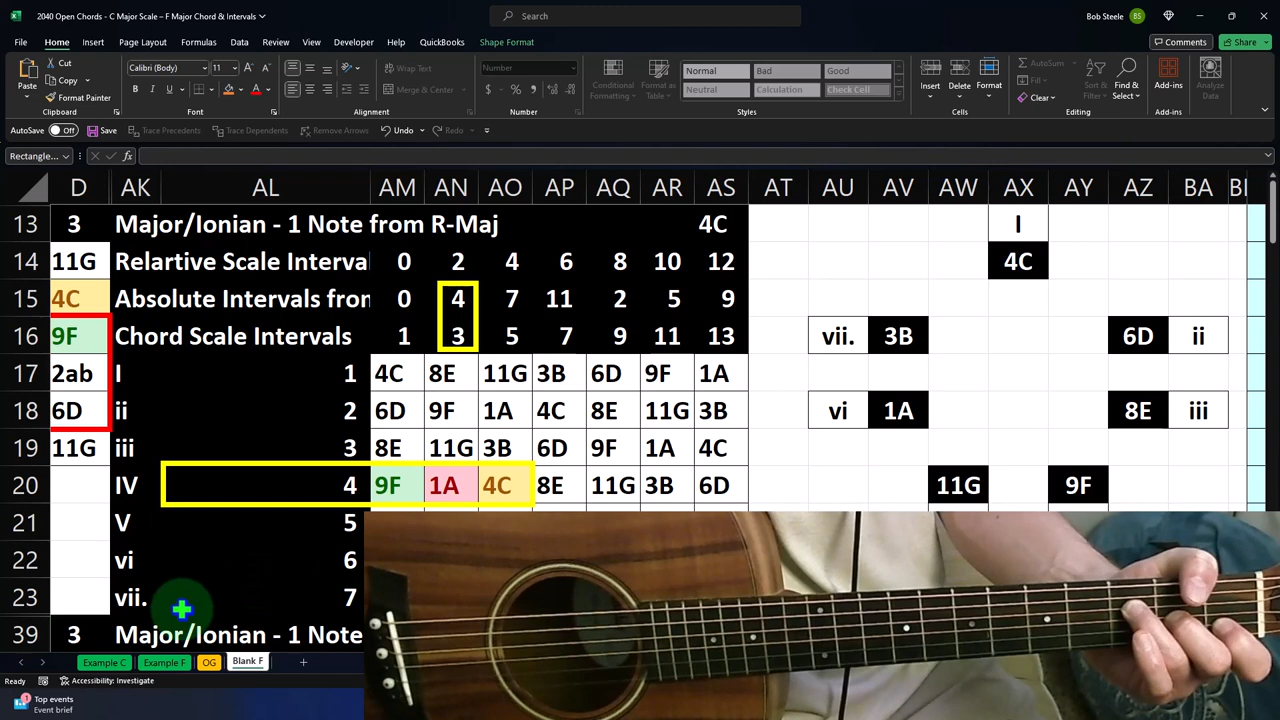 2040 Open Chords - C Major Scale – F Major Chord & Intervals
Search
Bob Steele BS
File Home Insert Page Layout Formulas Data Review View Developer Help QuickBooks Shape Format
Comments Share
Paste
Cut
Copy
Format Painter
Clipboard
Calibri (Body) 11
Font
Wrap Text
Merge & Center
Alignment
Number
Number
Conditional Formatting
Format as Table
Normal Bad Good
Neutral Calculation Check Cell
Styles
Insert Delete Format
Cells
AutoSum
Fill
Clear
Sort & Filter
Find & Select
Editing
Add-ins
Add-ins
Analyze Data
AutoSave Off Save Trace Precedents Trace Dependents Remove Arrows Undo Redo
Rectangle...
fx
D AK AL AM AN AO AP AQ AR AS AT AU AV AW AX AY AZ BA
13 3 Major/Ionian - 1 Note from R-Maj 4C I
14 11G Relartive Scale Interva 0 2 4 6 8 10 12 4C
15 4C Absolute Intervals from 0 4 7 11 2 5 9
16 9F Chord Scale Intervals 1 3 5 7 9 11 13 vii. 3B 6D ii
17 2ab I 1 4C 8E 11G 3B 6D 9F 1A
18 6D ii 2 6D 9F 1A 4C 8E 11G 3B vi 1A 8E iii
19 11G iii 3 8E 11G 3B 6D 9F 1A 4C
20 IV 4 9F 1A 4C 8E 11G 3B 6D 11G 9F
21 V 5
22 vi 6
23 vii. 7
39 3 Major/Ionian - 1 Note
Example C Example F OG Blank F
Ready Accessibility: Investigate
1 Top events
Event brief